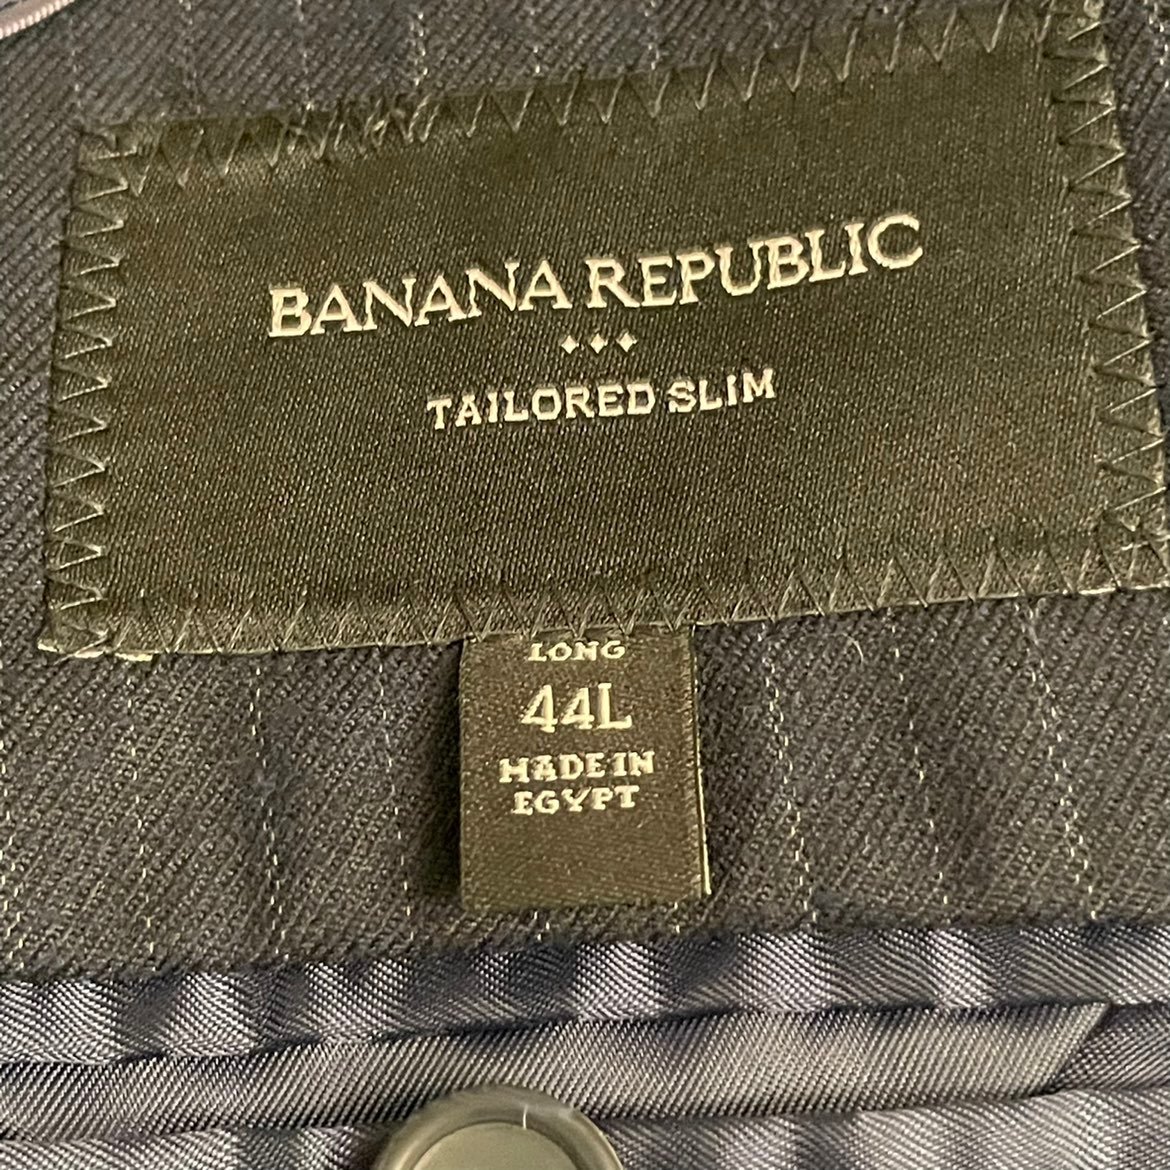 BANANA REPUBLIC
TAILORED SLIM
LONG
44L
MADE IN
EGYPT